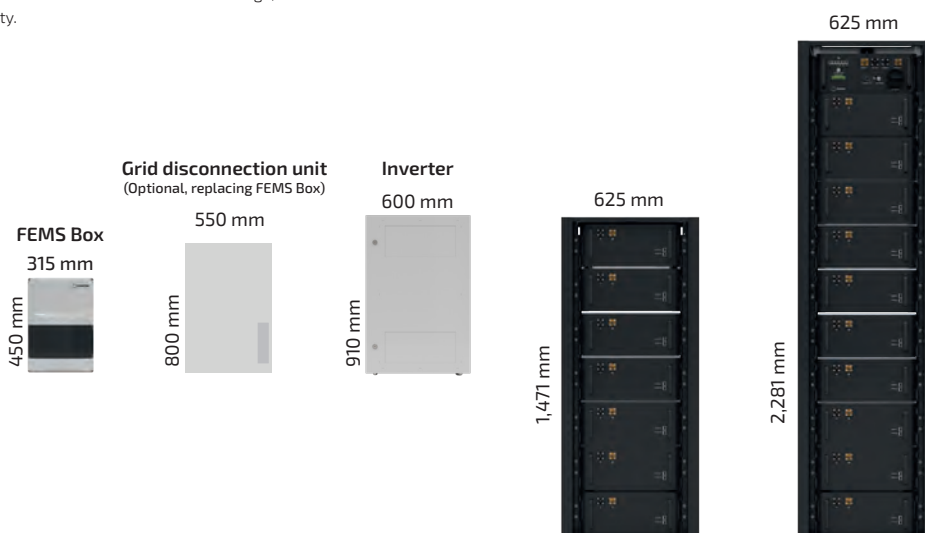 ty.
625 mm
Grid disconnection unit
(Optional, replacing FEMS Box)
550 mm
Inverter
600 mm
625 mm
FEMS Box
315 mm
450 mm
800 mm
910 mm
1,471 mm
2,281 mm